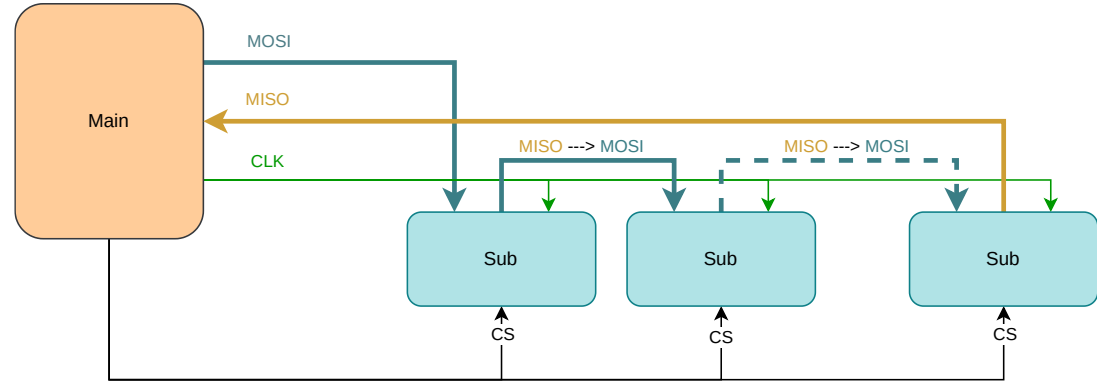 MOSI
MISO
Main
MISO ---> MOSI
MISO ---> MOSI
CLK
Sub
Sub
Sub
CS
CS
CS